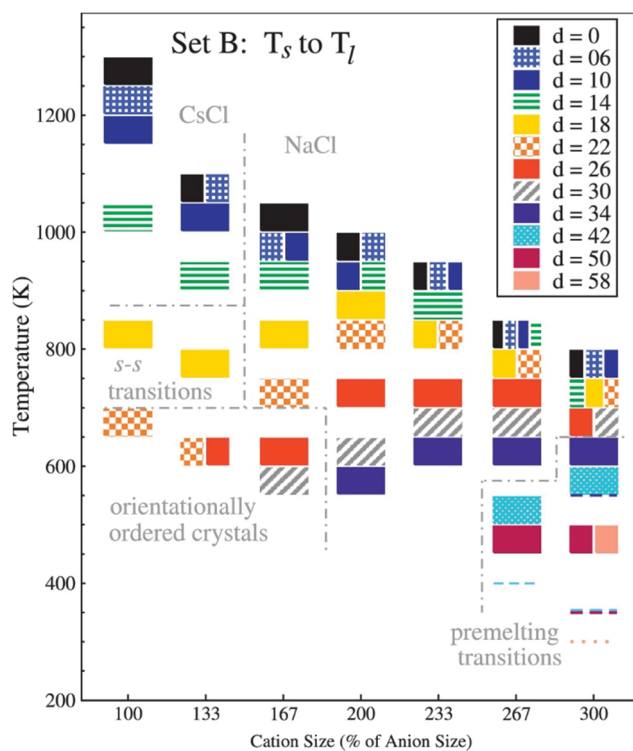 Set B: Ts to Tl
d = 0
d = 06
d = 10
d = 14
d = 18
d = 22
d = 26
d = 30
d = 34
d = 42
d = 50
d = 58
CsCl
NaCl
s-s
transitions
orientationally
ordered crystals
premelting
transitions
Temperature (K)
1200
1000
800
600
400
200
100
133
167
200
233
267
300
Cation Size (% of Anion Size)